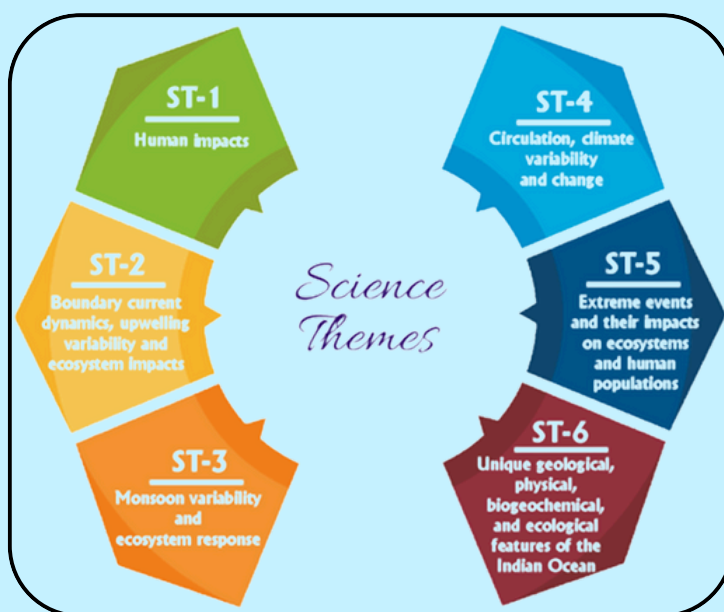 ST-1
Human impacts
ST-2
Boundary current
dynamics, upwelling
variability and
ecosystem impacts
ST-3
Monsoon variability
and
ecosystem response
Science
Themes
ST-4
Circulation, climate
variability
and change
ST-5
Extreme events
and their impacts
on ecosystems
and human
populations
ST-6
Unique geological,
physical,
biogeochemical,
and ecological
features of the
Indian Ocean